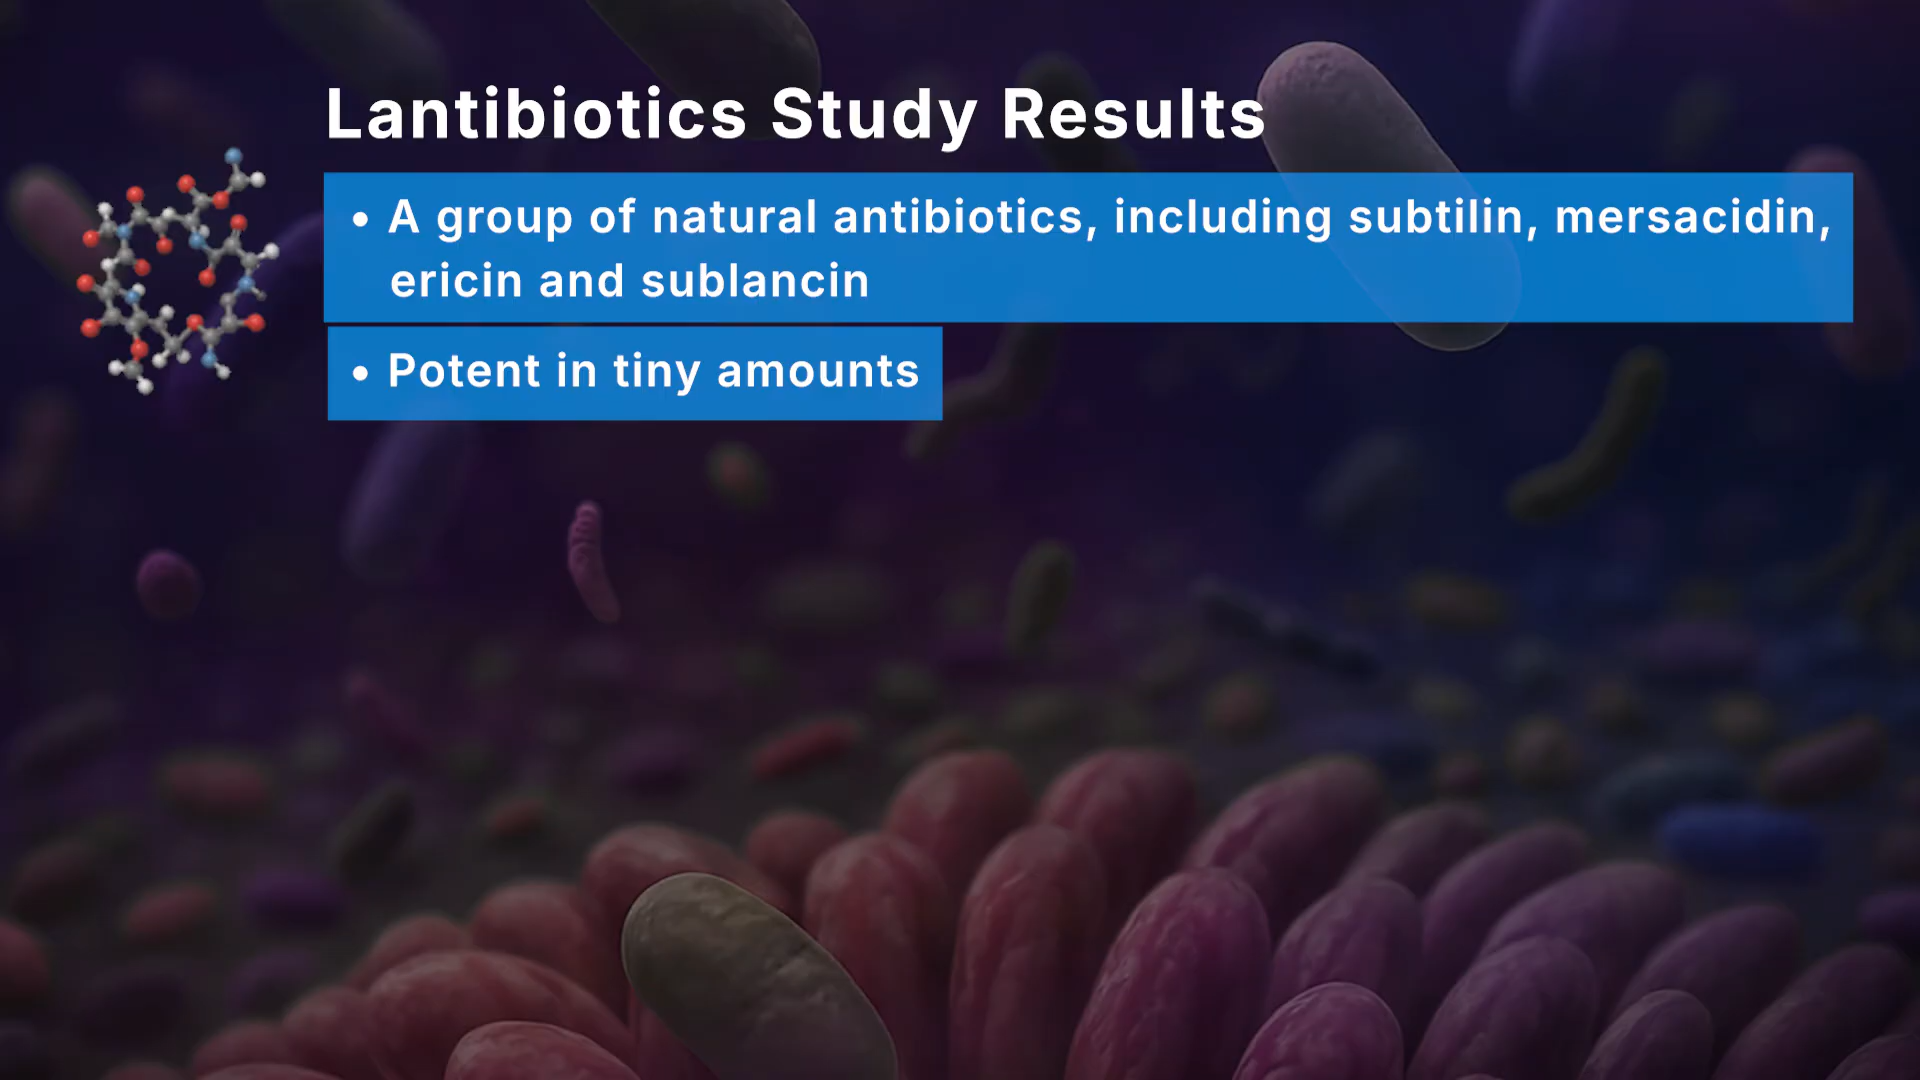 Lantibiotics Study Results
• A group of natural antibiotics, including subtilin, mersacidin,
ericin and sublancin
• Potent in tiny amounts